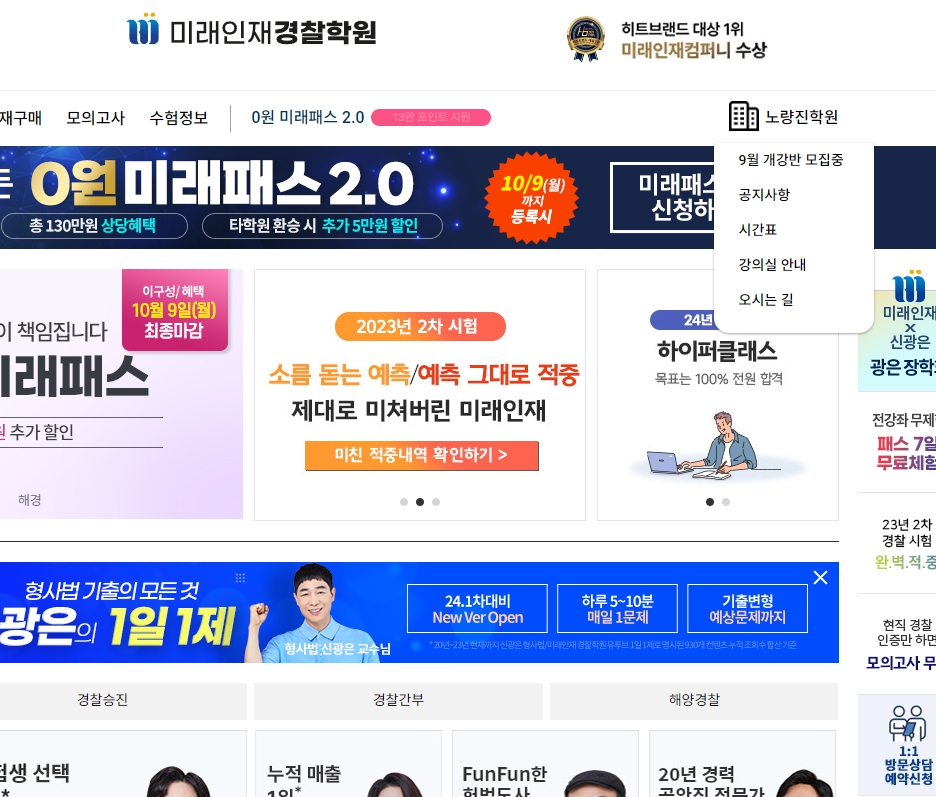 미래인재경찰학원
히트브랜드 대상 1위
미래인재컴퍼니 수상
재구매 모의고사 수험정보 0원 미래패스 2.0 13만 포인트 지원
노량진학원
9월 개강반 모집중
공지사항
시간표
강의실 안내
오시는 길
0원 미래패스 2.0
총 130만원 상당혜택
타학원 환승 시 추가 5만원 할인
10/9(월)
까지
등록시
미래패스
신청하
이 책임집니다
미래패스
추가 할인
해경
이구성/혜택
10월 9일(월)
최종마감
2023년 2차 시험
소름 돋는 예측/예측 그대로 적중
제대로 미쳐버린 미래인재
미친 적중내역 확인하기 >
24년
하이퍼클래스
목표는 100% 전원 합격
미래인재
×
신광은
광은 장학
전강좌 무제
패스 7일
무료체험
23년 2차
경찰 시험
완.벽.적.중
현직 경찰
인증만 하면
모의고사 무
1:1
방문상담
예약신청
형사법 기출의 모든 것
광은의 1일 1제
형사법 신광은 교수님
24.1차대비
New Ver Open
하루 5~10분
매일 1문제
기출변형
예상문제까지
*20년~23년 현재까지 신광은 형사법/미래인재 경찰학원 유튜브 1일 1제로 명시된 930개 컨텐츠 누적 조회수 합산 기준
경찰승진
경찰간부
해양경찰
험생 선택
누적 매출
1위*
FunFun한
헌법도사
20년 경력
공안직 전문가